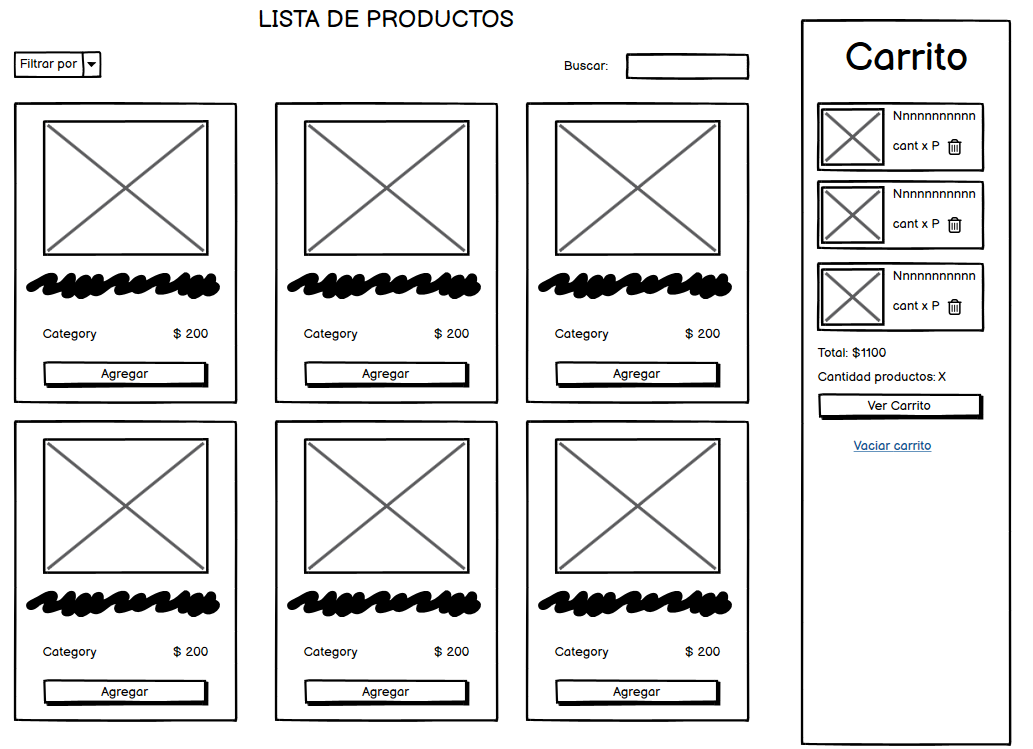 LISTA DE PRODUCTOS
Filtrar por
Buscar:
Category $ 200
Agregar
Category $ 200
Agregar
Category $ 200
Agregar
Category $ 200
Agregar
Category $ 200
Agregar
Category $ 200
Agregar
Carrito
Nnnnnnnnnnn
cant x P
Nnnnnnnnnnn
cant x P
Nnnnnnnnnnn
cant x P
Total: $1100
Cantidad productos: X
Ver Carrito
Vaciar carrito